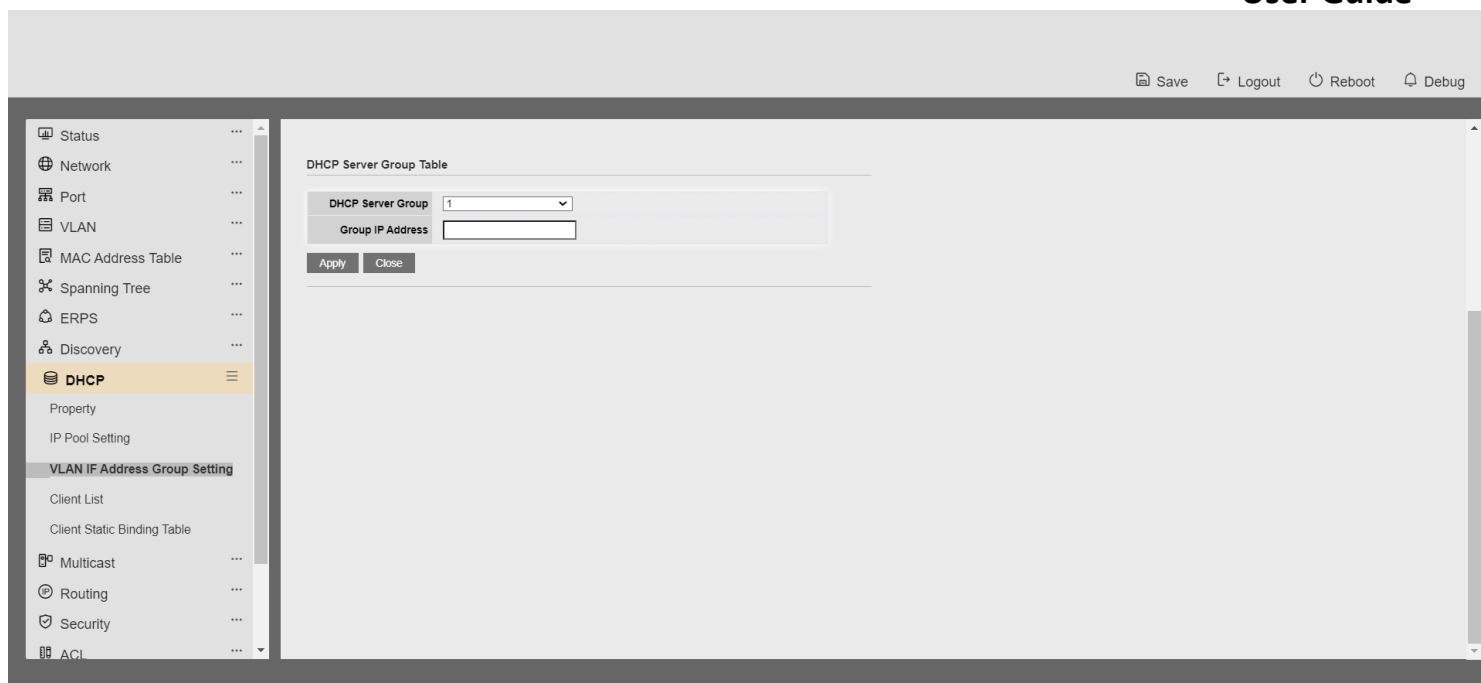 User Guide
Save Logout Reboot Debug
Status
Network
Port
VLAN
MAC Address Table
Spanning Tree
ERPS
Discovery
DHCP
Property
IP Pool Setting
VLAN IF Address Group Setting
Client List
Client Static Binding Table
Multicast
Routing
Security
ACL
DHCP Server Group Table
DHCP Server Group 1
Group IP Address
Apply Close